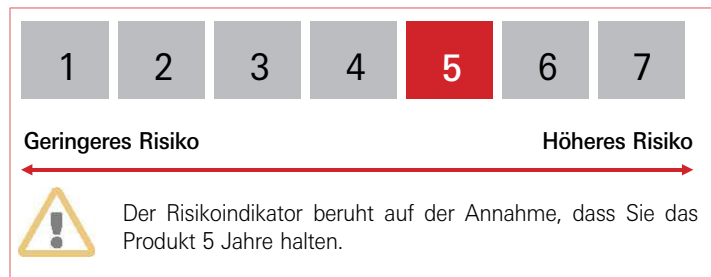 1 2 3 4 5 6 7
Geringeres Risiko Höheres Risiko
Der Risikoindikator beruht auf der Annahme, dass Sie das
Produkt 5 Jahre halten.